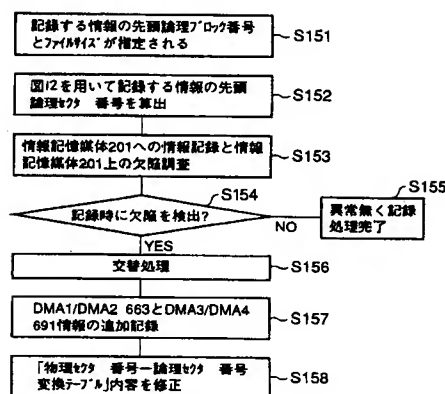 記録する情報の先頭論理ﾌﾞﾛｯｸ番号
とﾌｧｲﾙｻｲｽﾞが指定される
S151
図12を用いて記録する情報の先頭
論理ｾｸﾀ 番号を算出
S152
情報記憶媒体201への情報記録と情報
記憶媒体201上の欠陥調査
S153
S154
記録時に欠陥を検出?
NO
S155
異常無く記録
処理完了
YES
交替処理
S156
DMA1/DMA2 663とDMA3/DMA4
691情報の追加記録
S157
「物理ｾｸﾀ 番号ー論理ｾｸﾀ 番号
変換ﾃｰﾌﾞﾙ」内容を修正
S158